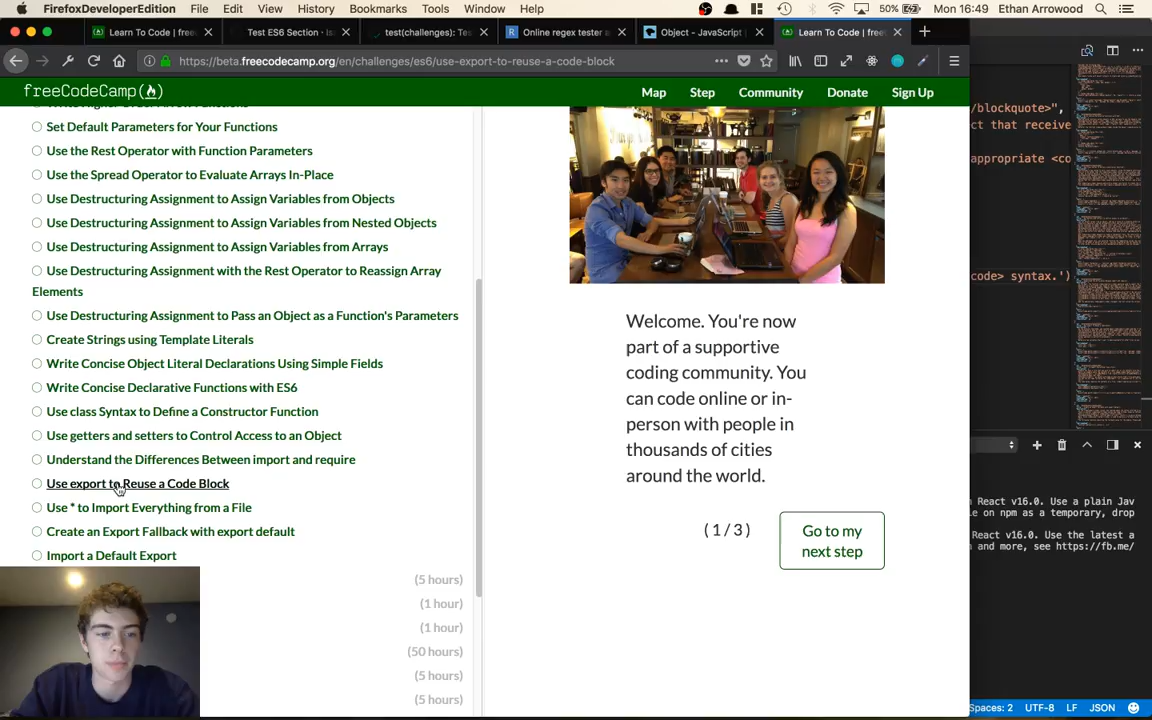 FirefoxDeveloperEdition File Edit View History Bookmarks Tools Window Help 50% Mon 16:49 Ethan Arrowood
Learn To Code | free Test ES6 Section · is test(challenges): Tes Online regex tester a Object - JavaScript | Learn To Code | free
https://beta.freecodecamp.org/en/challenges/es6/use-export-to-reuse-a-code-block
freeCodeCamp Map Step Community Donate Sign Up
/blockquote>",
Set Default Parameters for Your Functions
ect that receive
Use the Rest Operator with Function Parameters
appropriate <co
Use the Spread Operator to Evaluate Arrays In-Place
Use Destructuring Assignment to Assign Variables from Objects
Use Destructuring Assignment to Assign Variables from Nested Objects
Use Destructuring Assignment to Assign Variables from Arrays
Use Destructuring Assignment with the Rest Operator to Reassign Array
Elements
code> syntax.')
Use Destructuring Assignment to Pass an Object as a Function's Parameters
Create Strings using Template Literals
Write Concise Object Literal Declarations Using Simple Fields
Write Concise Declarative Functions with ES6
Use class Syntax to Define a Constructor Function
Use getters and setters to Control Access to an Object
Understand the Differences Between import and require
Use export to Reuse a Code Block
Use * to Import Everything from a File
Create an Export Fallback with export default
Import a Default Export
(5 hours)
(1 hour)
(1 hour)
(50 hours)
(5 hours)
(5 hours)
Welcome. You're now
part of a supportive
coding community. You
can code online or in-
person with people in
thousands of cities
around the world.
( 1 / 3 )
Go to my
next step
n React v16.0. Use a plain Jav
le on npm as a temporary, drop
React v16.0. Use the latest a
n and more, see https://fb.me/
Spaces: 2 UTF-8 LF JSON